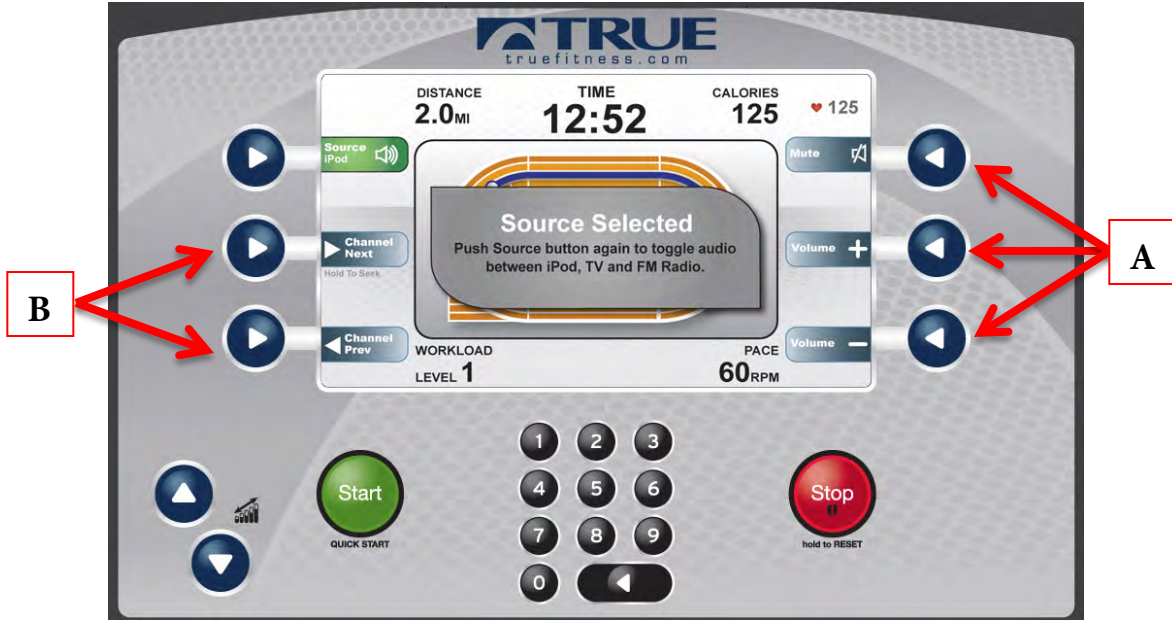 TRUE
truefitness.com
DISTANCE
2.0MI
TIME
12:52
CALORIES
125
125
Source
iPod
Mute
Source Selected
Push Source button again to toggle audio
between iPod, TV and FM Radio.
Channel
Next
Hold To Seek
Volume
A
B
Channel
Prev
Volume
WORKLOAD
LEVEL 1
PACE
60RPM
1 2 3
Start
4 5 6
Stop
QUICK START
7 8 9
hold to RESET
0